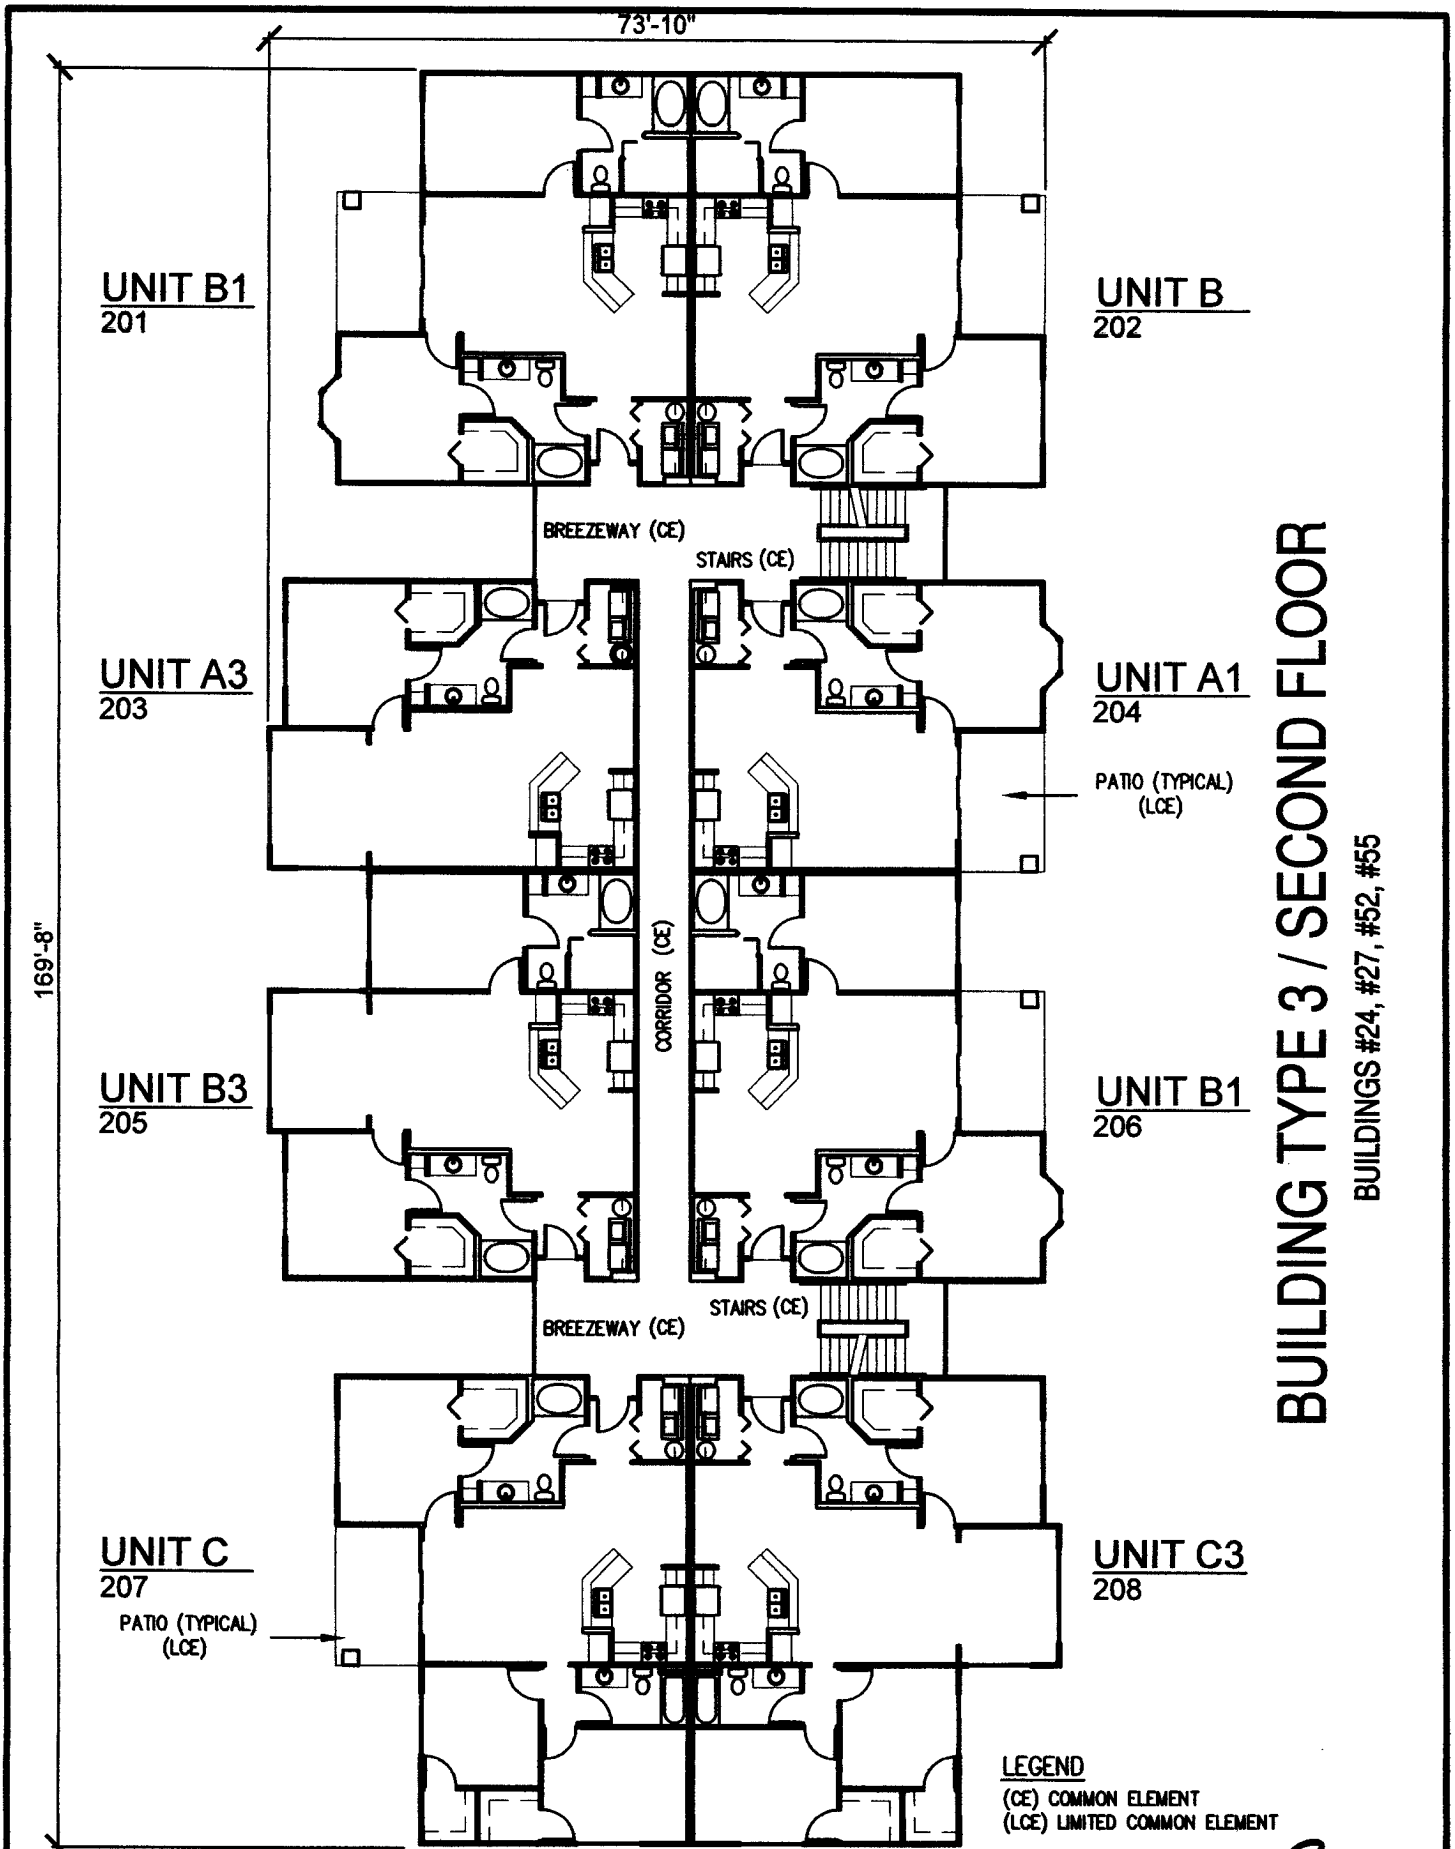 73'-10"
UNIT B1
201
UNIT B
202
BREEZEWAY (CE)
STAIRS (CE)
UNIT A3
203
UNIT A1
204
PATIO (TYPICAL)
(LCE)
169'-8"
CORRIDOR (CE)
UNIT B3
205
UNIT B1
206
STAIRS (CE)
BREEZEWAY (CE)
UNIT C
207
PATIO (TYPICAL)
(LCE)
UNIT C3
208
BUILDING TYPE 3 / SECOND FLOOR
BUILDINGS #24, #27, #52, #55
LEGEND
(CE) COMMON ELEMENT
(LCE) LIMITED COMMON ELEMENT